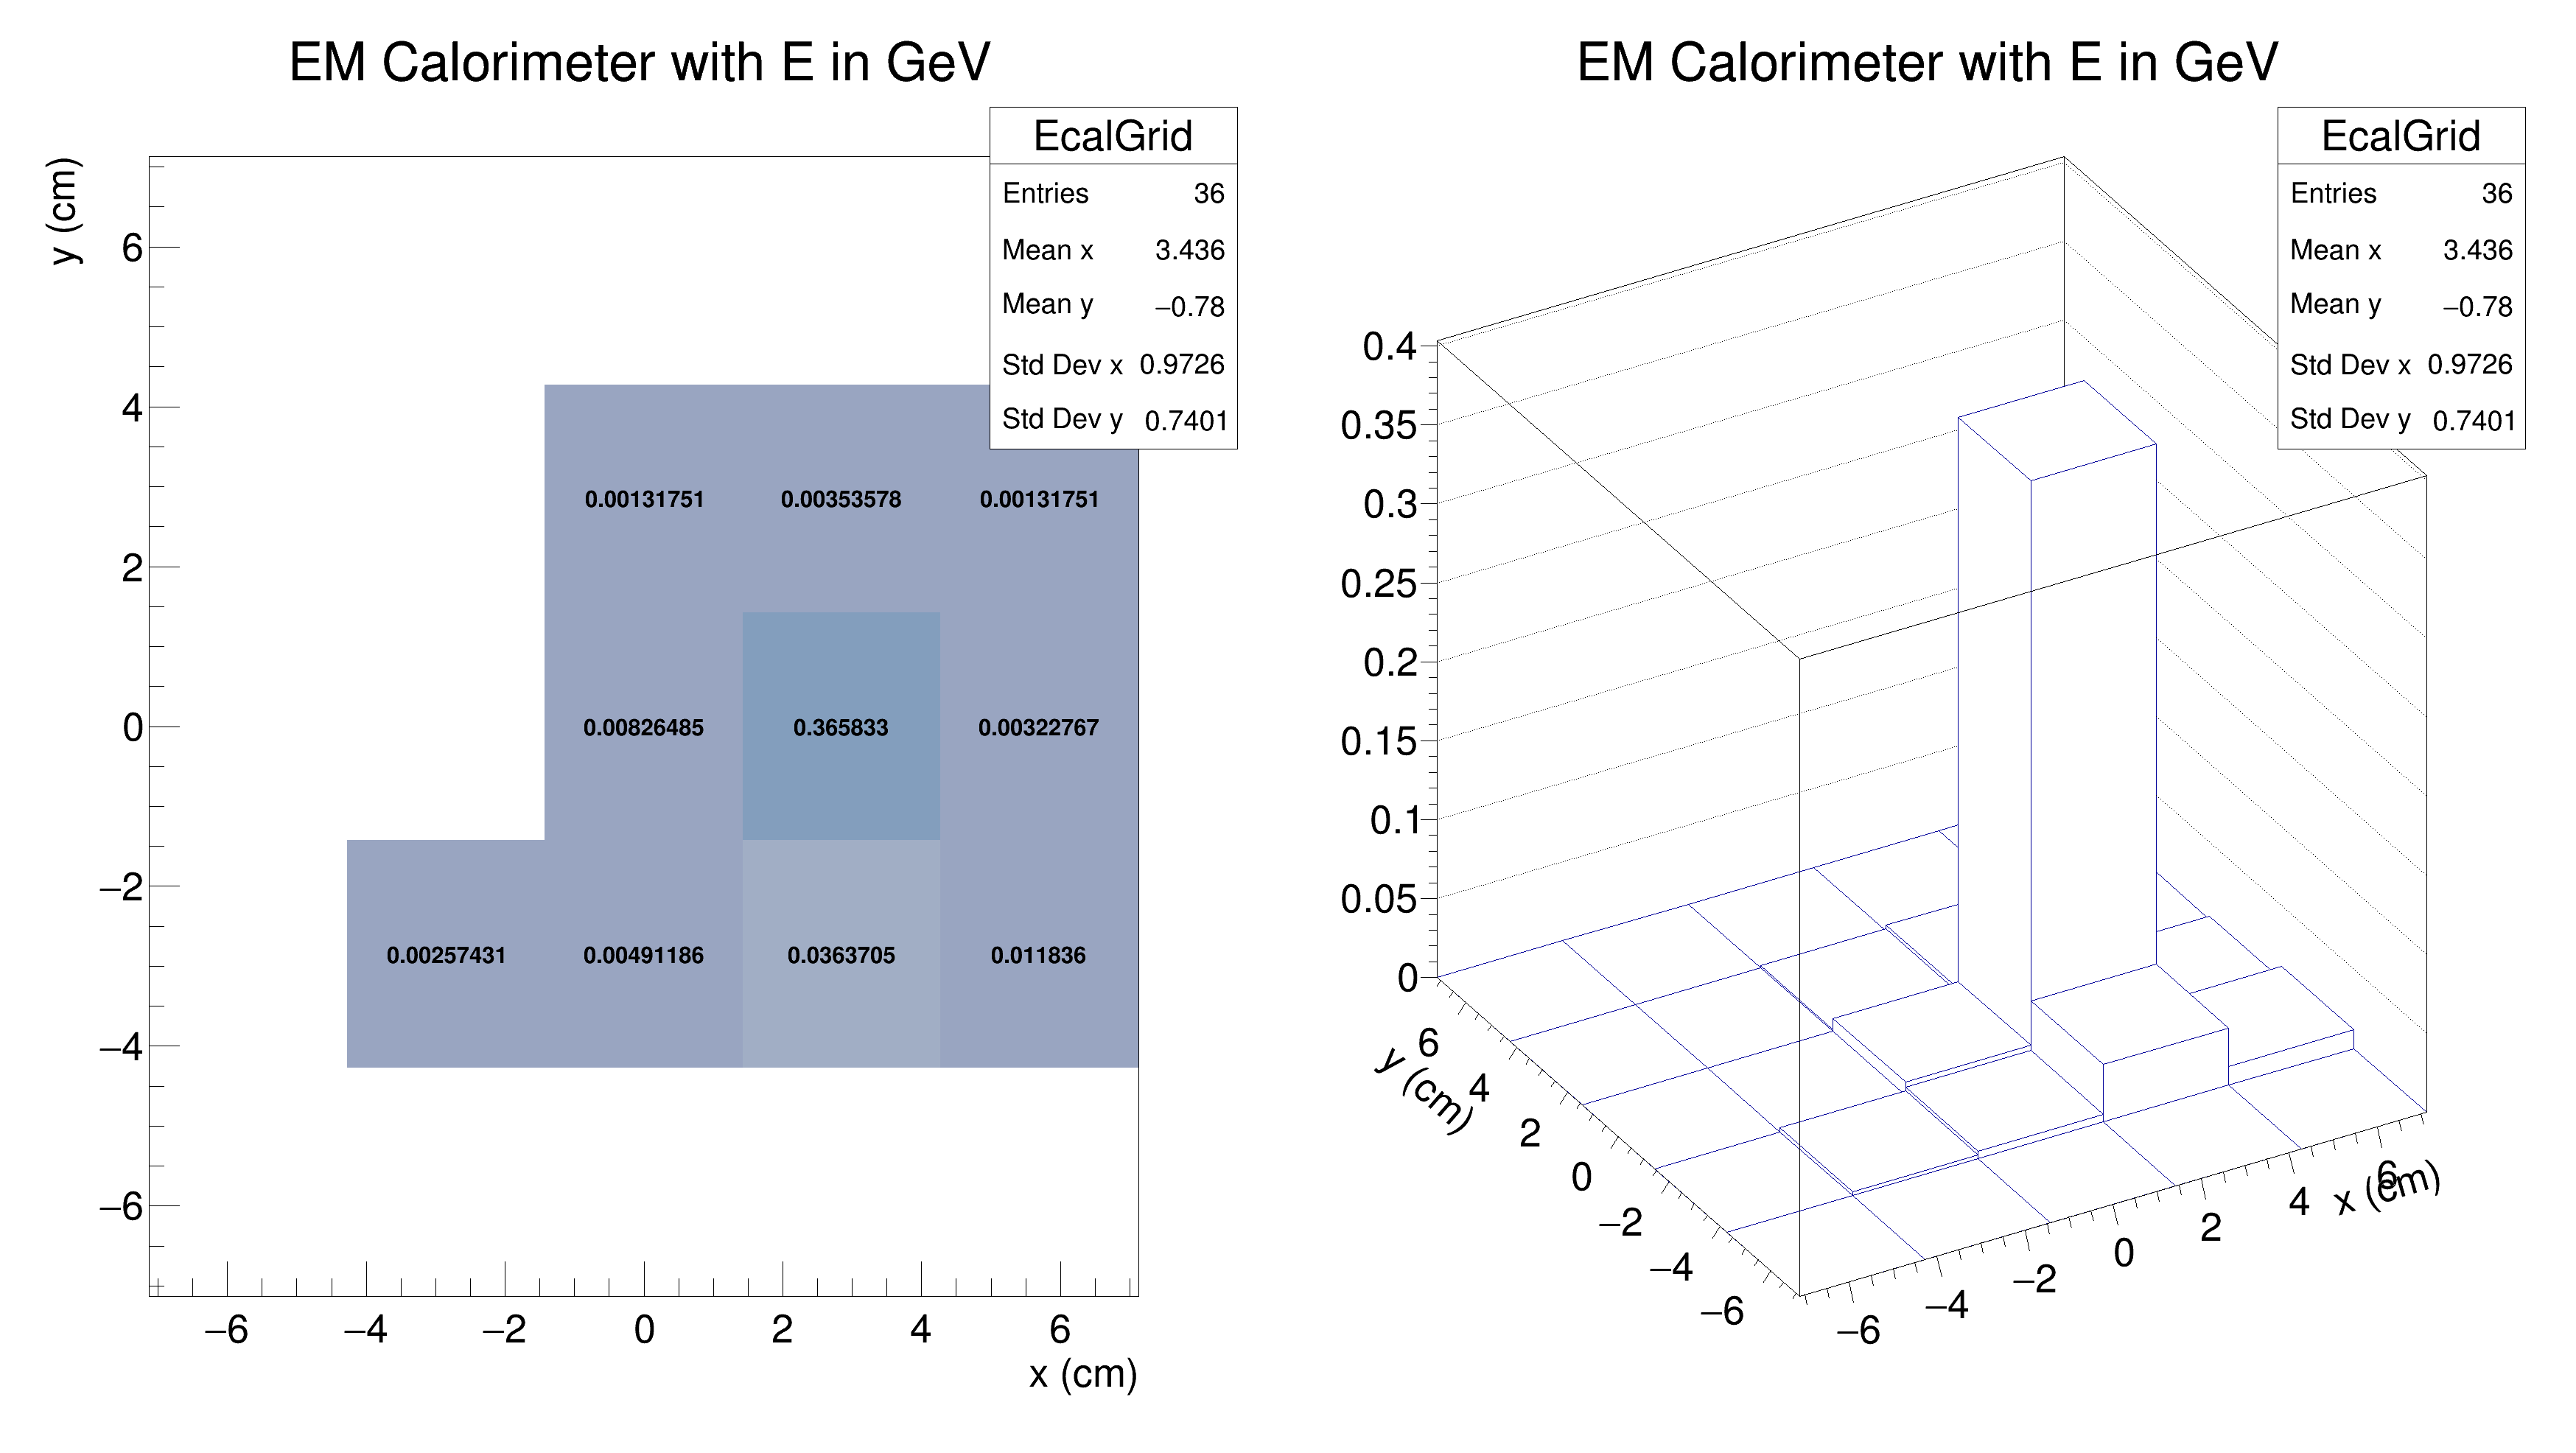 EM Calorimeter with E in GeV
EcalGrid
Entries 36
Mean x 3.436
Mean y −0.78
Std Dev x 0.9726
Std Dev y 0.7401
y (cm)
6
4
2
0
−2
−4
−6
0.00131751 0.00353578 0.00131751
0.00826485 0.365833 0.00322767
0.00257431 0.00491186 0.0363705 0.011836
−6 −4 −2 0 2 4 6
x (cm)
EM Calorimeter with E in GeV
EcalGrid
Entries 36
Mean x 3.436
Mean y −0.78
Std Dev x 0.9726
Std Dev y 0.7401
0.4
0.35
0.3
0.25
0.2
0.15
0.1
0.05
0
6
4
2
0
−2
−4
−6
y (cm)
−6 −4 −2 0 2 4 6
x (cm)